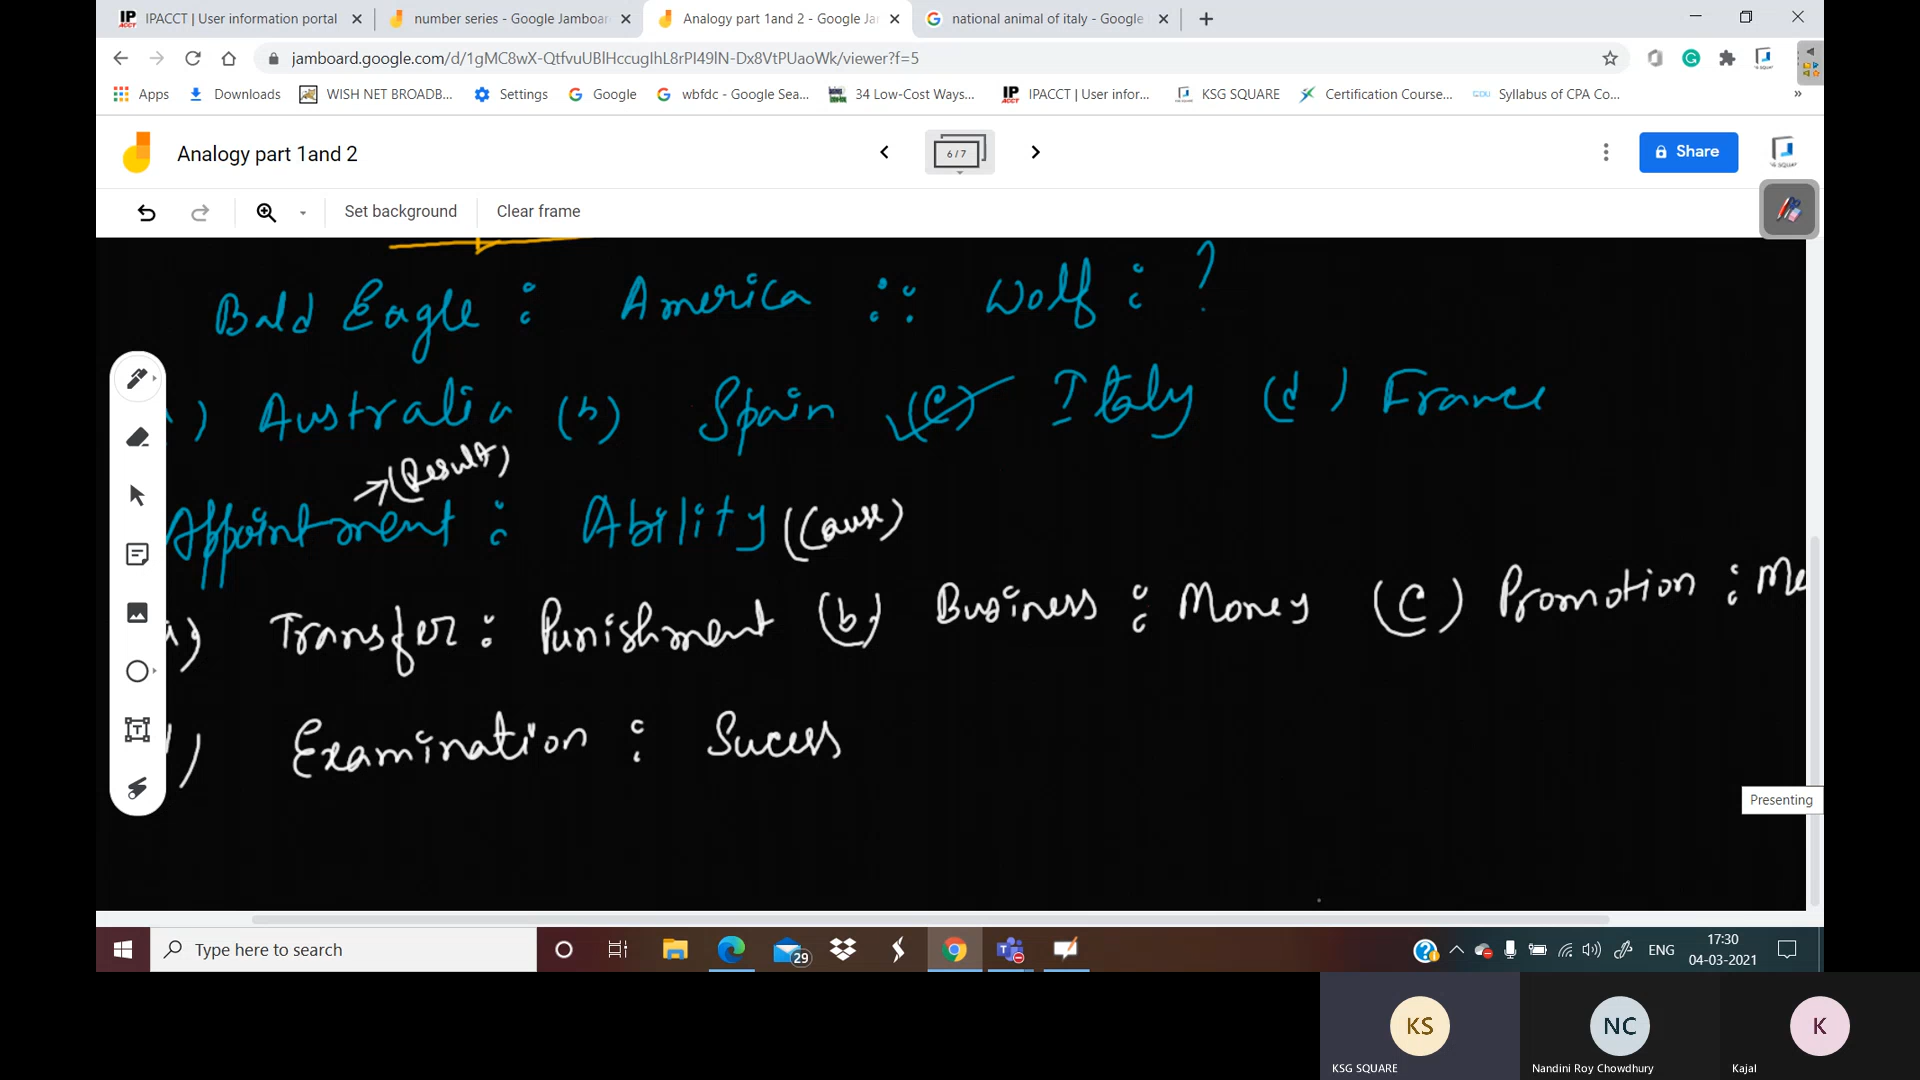 IPACCT | User information portal number series - Google Jamboar Analogy part 1and 2 - Google Ja national animal of italy - Google
jamboard.google.com/d/1gMC8wX-QtfvuUBlHccugIhL8rPI49lN-Dx8VtPUaoWk/viewer?f=5
Apps Downloads WISH NET BROADB... Settings Google wbfdc - Google Sea... 34 Low-Cost Ways... IPACCT | User infor... KSG SQUARE Certification Course... Syllabus of CPA Co... »
Analogy part 1and 2 6 / 7 Share
Set background Clear frame
Bald Eagle : America :: Wolf : ?
) Australia (b) Spain (c) Italy (d) France
→ (Result)
Appointment : Ability (Cause)
a) Transfer : Punishment (b) Business : Money (C) Promotion : Me
) Examination : Sucess
Presenting
Type here to search 29 ENG 17:30
04-03-2021
KS NC K
KSG SQUARE Nandini Roy Chowdhury Kajal